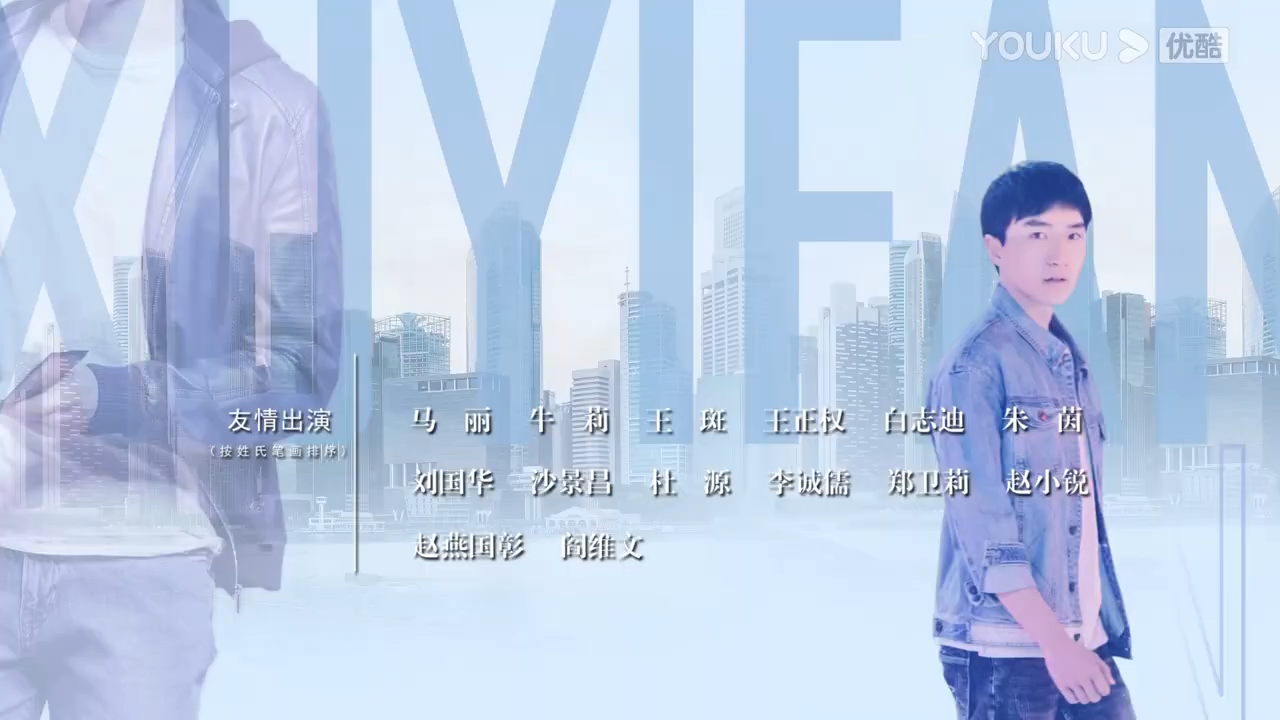 XUYIFAN
YOUKU 优酷
友情出演
（按姓氏笔画排序）
马 丽 牛 莉 王 斑 王正权 白志迪 朱 茵
刘国华 沙景昌 杜 源 李诚儒 郑卫莉 赵小锐
赵燕国彰 阎维文